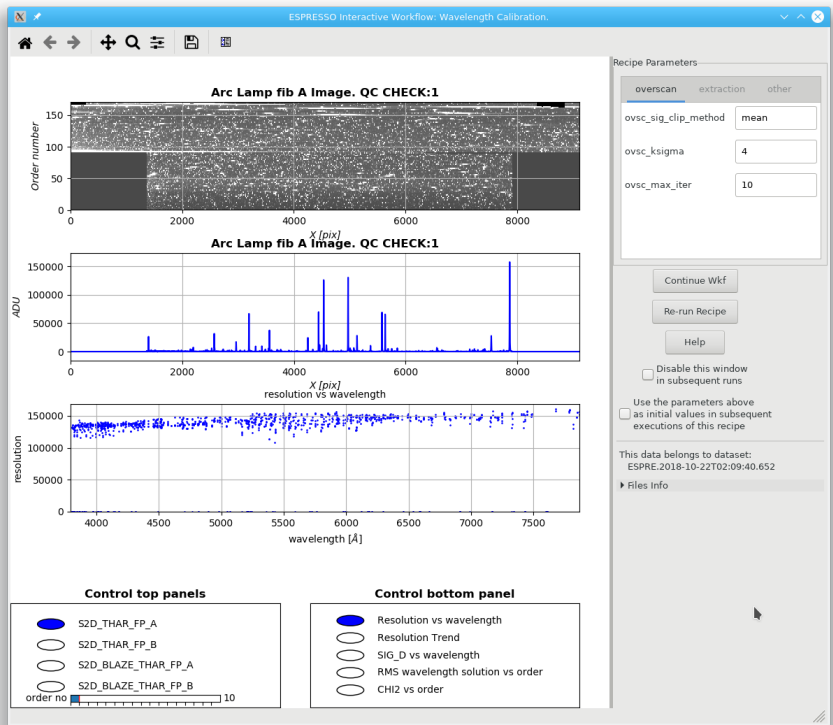 ESPRESSO Interactive Workflow: Wavelength Calibration.
Recipe Parameters
overscan extraction other
ovsc_sig_clip_method mean
ovsc_ksigma 4
ovsc_max_iter 10
Continue Wkf
Re-run Recipe
Help
Disable this window
in subsequent runs
Use the parameters above
as initial values in subsequent
executions of this recipe
This data belongs to dataset:
ESPRE.2018-10-22T02:09:40.652
Files Info
Arc Lamp fib A Image. QC CHECK:1
Order number
150
100
50
0
0 2000 4000 6000 8000
X [pix]
Arc Lamp fib A Image. QC CHECK:1
ADU
150000
100000
50000
0
0 2000 4000 6000 8000
X [pix]
resolution vs wavelength
resolution
150000
100000
50000
0
4000 4500 5000 5500 6000 6500 7000 7500
wavelength [Å]
Control top panels
S2D_THAR_FP_A
S2D_THAR_FP_B
S2D_BLAZE_THAR_FP_A
S2D_BLAZE_THAR_FP_B
order no 10
Control bottom panel
Resolution vs wavelength
Resolution Trend
SIG_D vs wavelength
RMS wavelength solution vs order
CHI2 vs order